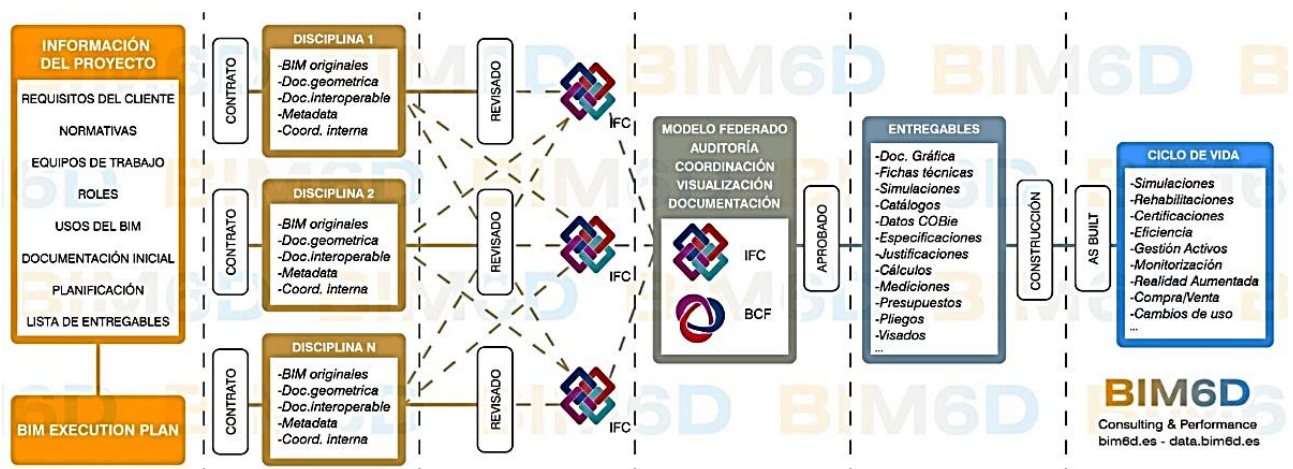 INFORMACIÓN
DEL PROYECTO
REQUISITOS DEL CLIENTE
NORMATIVAS
EQUIPOS DE TRABAJO
ROLES
USOS DEL BIM
DOCUMENTACIÓN INICIAL
PLANIFICACIÓN
LISTA DE ENTREGABLES
BIM EXECUTION PLAN
CONTRATO
DISCIPLINA 1
-BIM originales
-Doc.geometrica
-Doc.interoperable
-Metadata
-Coord. interna
REVISADO
IFC
CONTRATO
DISCIPLINA 2
-BIM originales
-Doc.geometrica
-Doc.interoperable
-Metadata
-Coord. interna
REVISADO
IFC
CONTRATO
DISCIPLINA N
-BIM originales
-Doc.geometrica
-Doc.interoperable
-Metadata
-Coord. interna
REVISADO
IFC
MODELO FEDERADO
AUDITORÍA
COORDINACIÓN
VISUALIZACIÓN
DOCUMENTACIÓN
IFC
BCF
APROBADO
ENTREGABLES
-Doc. Gráfica
-Fichas técnicas
-Simulaciones
-Catálogos
-Datos COBie
-Especificaciones
-Justificaciones
-Cálculos
-Mediciones
-Presupuestos
-Pliegos
-Visados
...
CONSTRUCCIÓN
AS BUILT
CICLO DE VIDA
-Simulaciones
-Rehabilitaciones
-Certificaciones
-Eficiencia
-Gestión Activos
-Monitorización
-Realidad Aumentada
-Compra/Venta
-Cambios de uso
...
BIM6D
Consulting & Performance
bim6d.es - data.bim6d.es